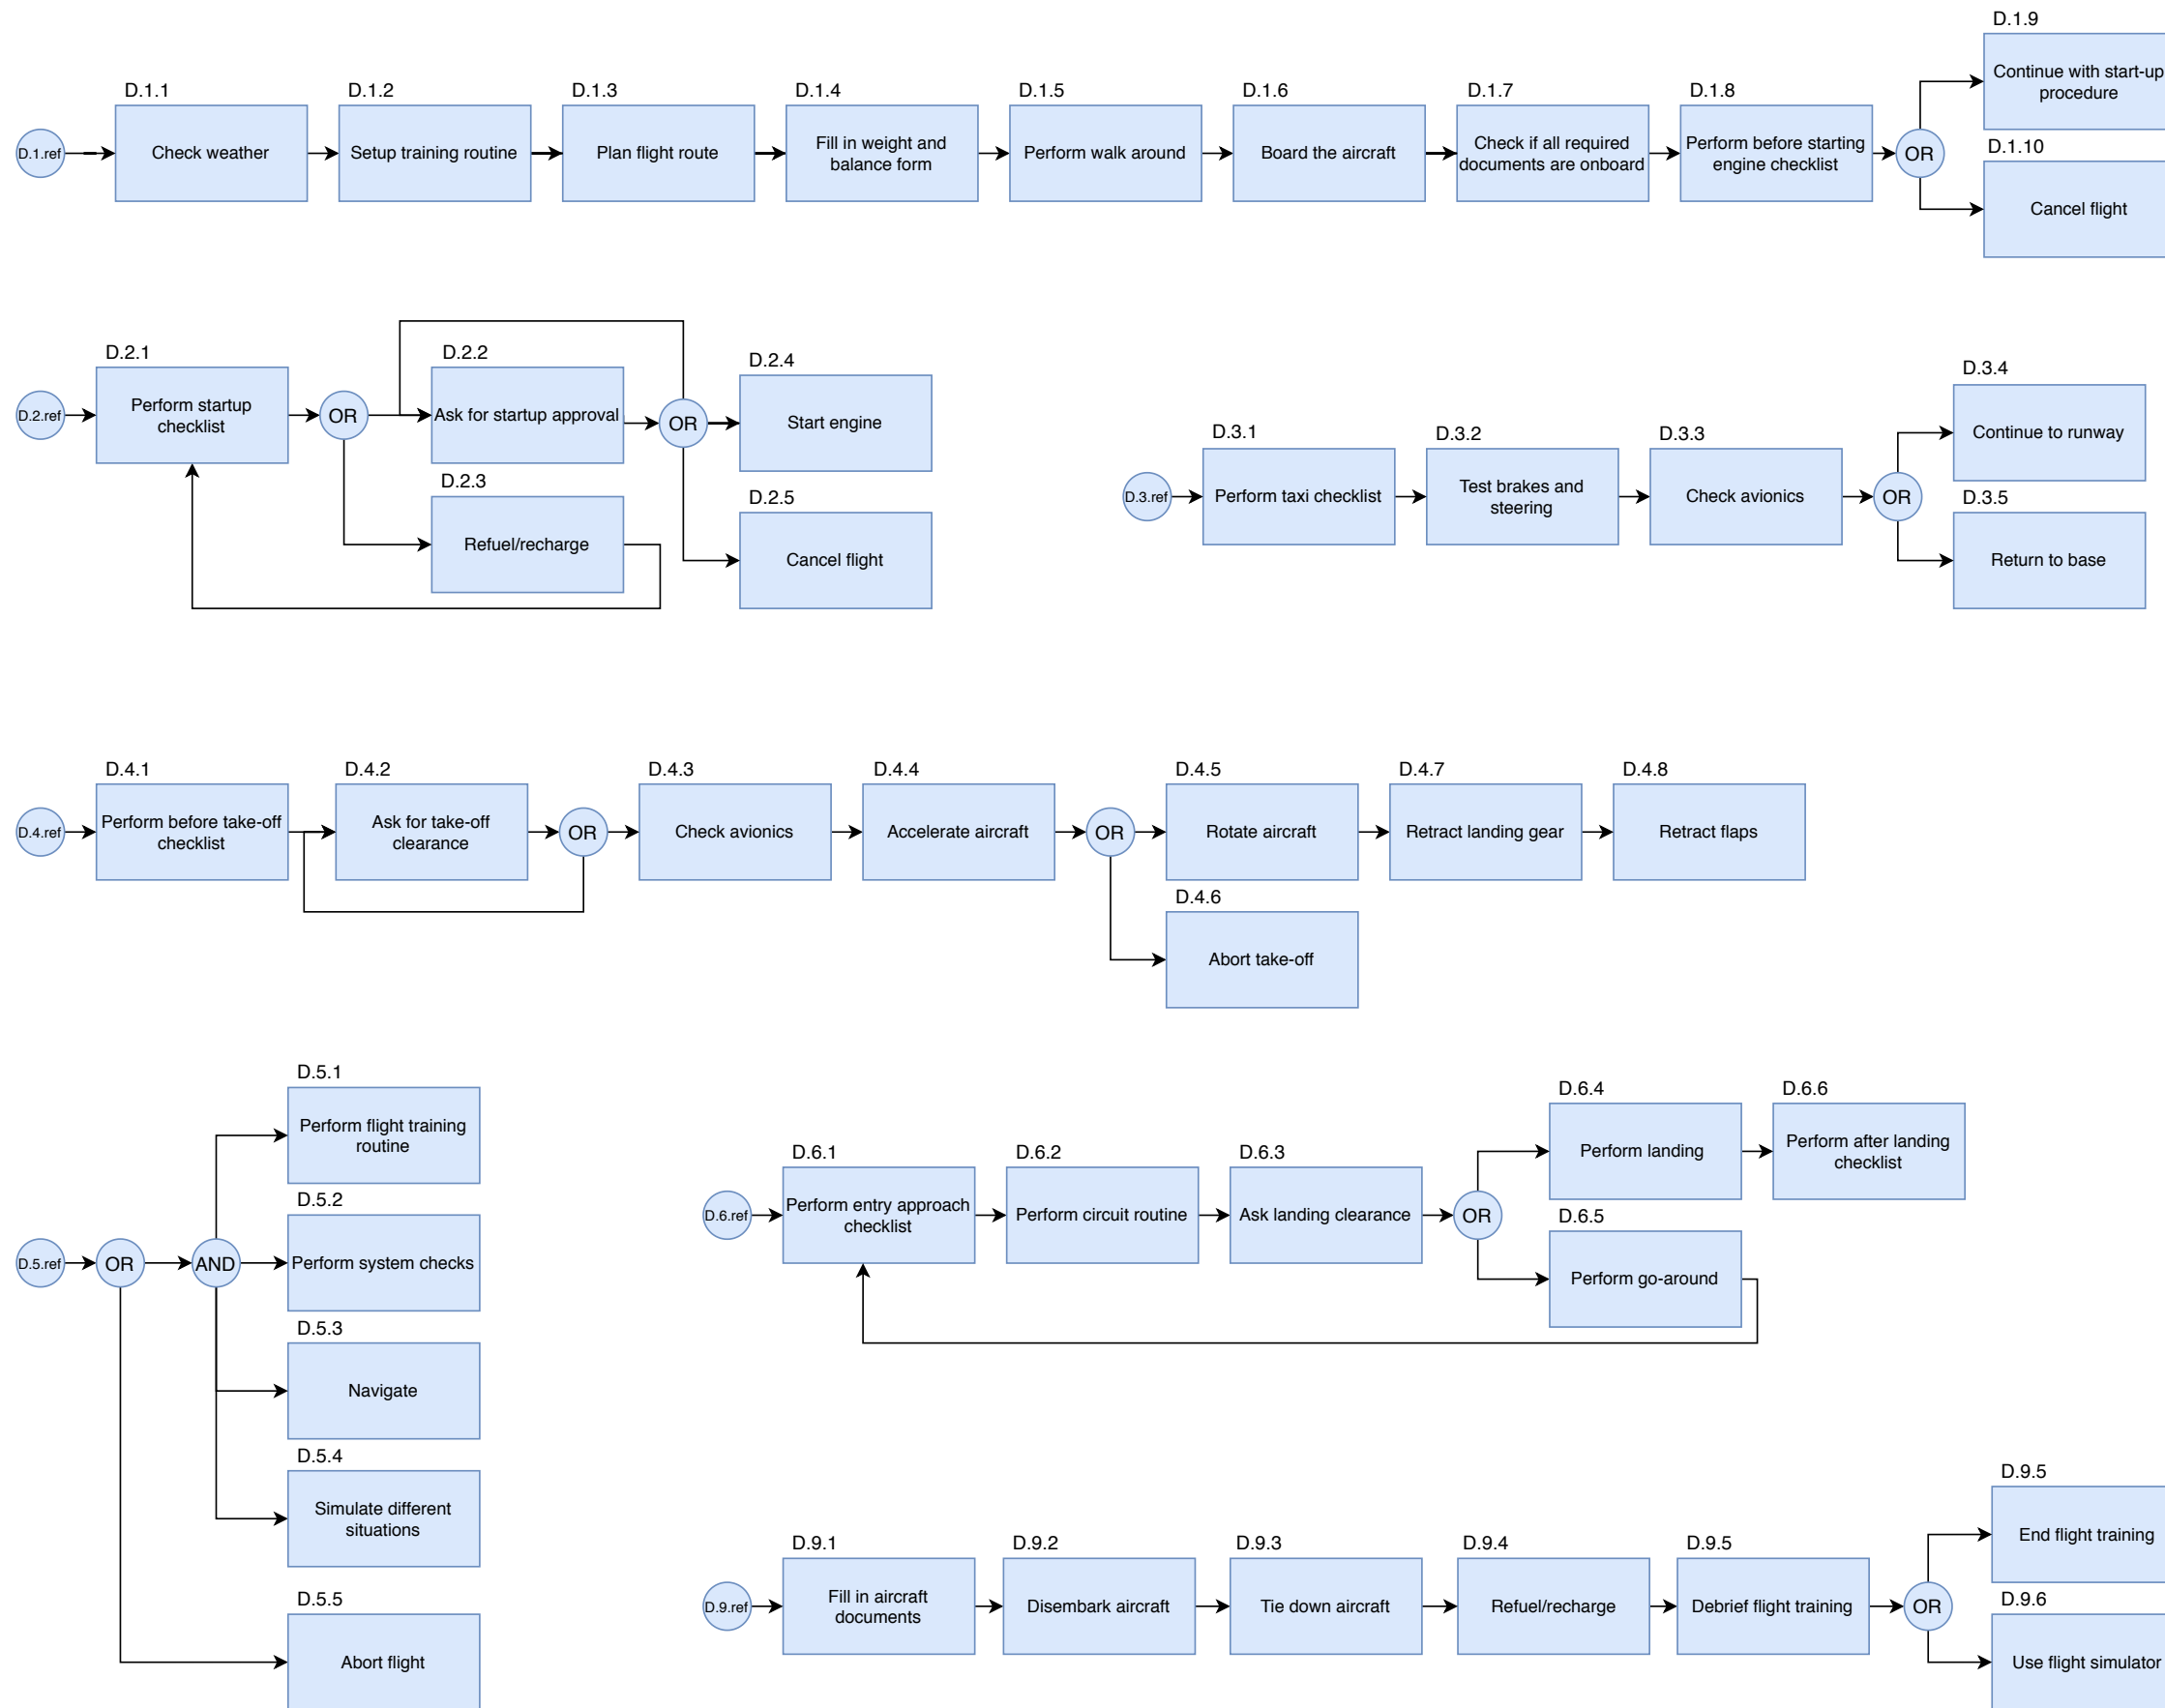 D.1.ref
D.1.1
Check weather
D.1.2
Setup training routine
D.1.3
Plan flight route
D.1.4
Fill in weight and
balance form
D.1.5
Perform walk around
D.1.6
Board the aircraft
D.1.7
Check if all required
documents are onboard
D.1.8
Perform before starting
engine checklist
OR
D.1.9
Continue with start-up
procedure
D.1.10
Cancel flight
D.2.ref
D.2.1
Perform startup
checklist
OR
D.2.2
Ask for startup approval
D.2.3
Refuel/recharge
OR
D.2.4
Start engine
D.2.5
Cancel flight
D.3.ref
D.3.1
Perform taxi checklist
D.3.2
Test brakes and
steering
D.3.3
Check avionics
OR
D.3.4
Continue to runway
D.3.5
Return to base
D.4.ref
D.4.1
Perform before take-off
checklist
D.4.2
Ask for take-off
clearance
OR
D.4.3
Check avionics
D.4.4
Accelerate aircraft
OR
D.4.5
Rotate aircraft
D.4.6
Abort take-off
D.4.7
Retract landing gear
D.4.8
Retract flaps
D.5.ref
OR
AND
D.5.1
Perform flight training
routine
D.5.2
Perform system checks
D.5.3
Navigate
D.5.4
Simulate different
situations
D.5.5
Abort flight
D.6.ref
D.6.1
Perform entry approach
checklist
D.6.2
Perform circuit routine
D.6.3
Ask landing clearance
OR
D.6.4
Perform landing
D.6.5
Perform go-around
D.6.6
Perform after landing
checklist
D.9.ref
D.9.1
Fill in aircraft
documents
D.9.2
Disembark aircraft
D.9.3
Tie down aircraft
D.9.4
Refuel/recharge
D.9.5
Debrief flight training
OR
D.9.5
End flight training
D.9.6
Use flight simulator